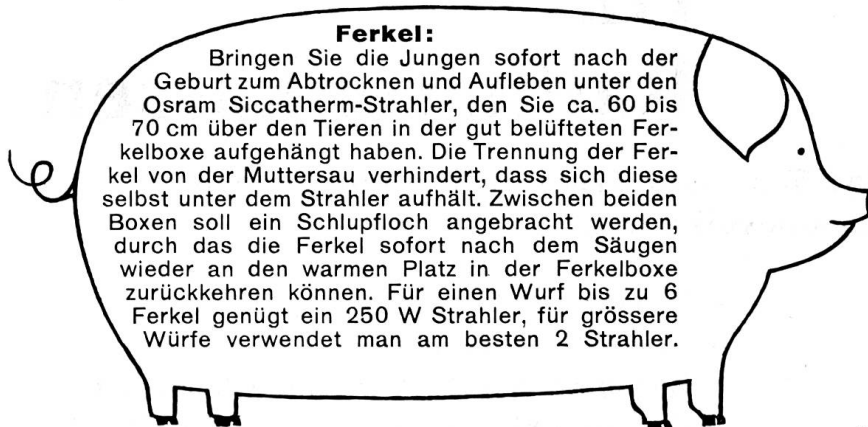 Ferkel:
Bringen Sie die Jungen sofort nach der
Geburt zum Abtrocknen und Aufleben unter den
Osram Siccatherm-Strahler, den Sie ca. 60 bis
70 cm über den Tieren in der gut belüfteten Fer-
kelboxe aufgehängt haben. Die Trennung der Fer-
kel von der Muttersau verhindert, dass sich diese
selbst unter dem Strahler aufhält. Zwischen beiden
Boxen soll ein Schlupfloch angebracht werden,
durch das die Ferkel sofort nach dem Säugen
wieder an den warmen Platz in der Ferkelboxe
zurückkehren können. Für einen Wurf bis zu 6
Ferkel genügt ein 250 W Strahler, für grössere
Würfe verwendet man am besten 2 Strahler.